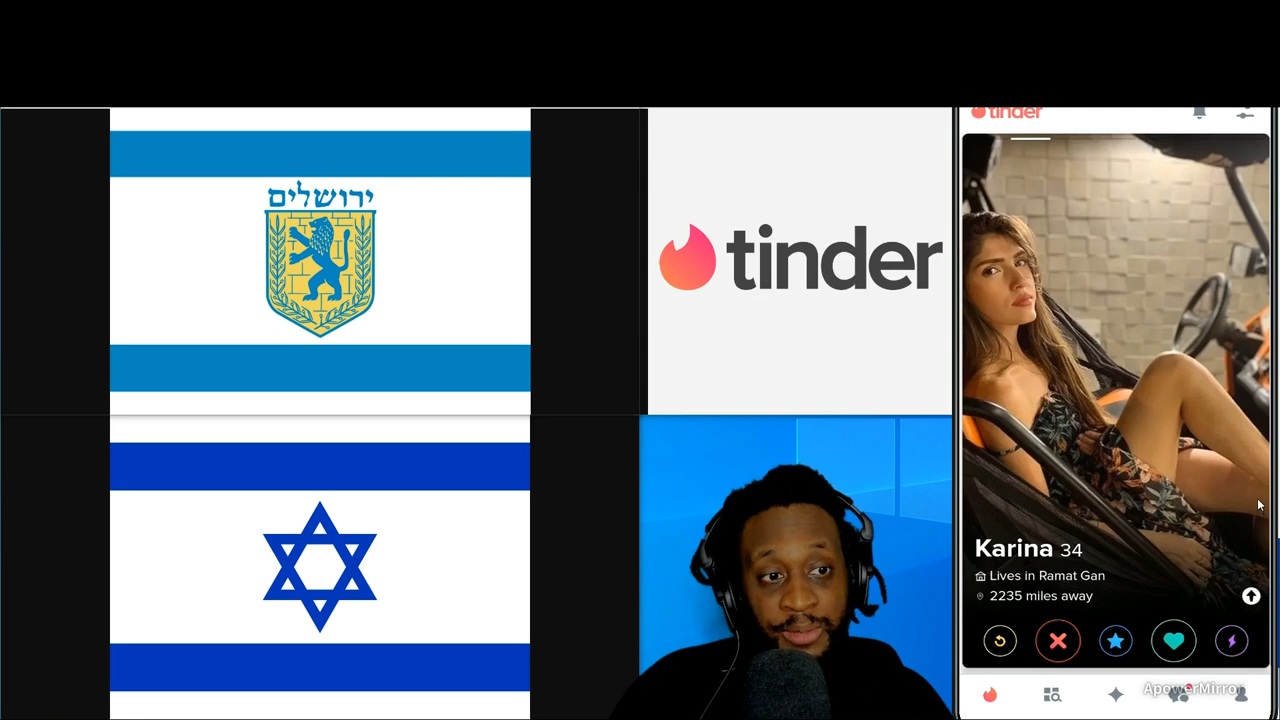 ירושלים
tinder
tinder
Karina 34
Lives in Ramat Gan
2235 miles away
ApowerMirror